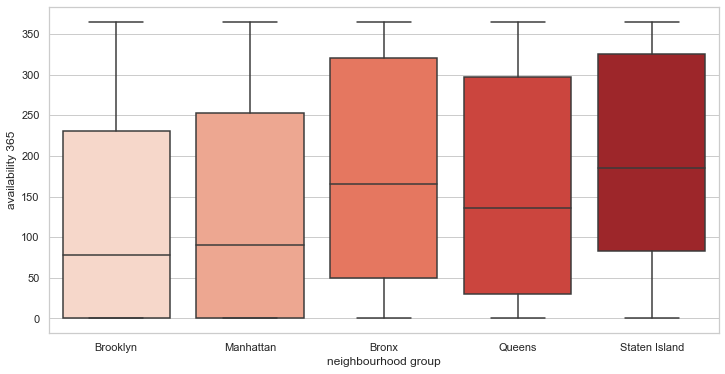 350
300
250
200
150
100
50
0
availability 365
Brooklyn
Manhattan
Bronx
Queens
Staten Island
neighbourhood group